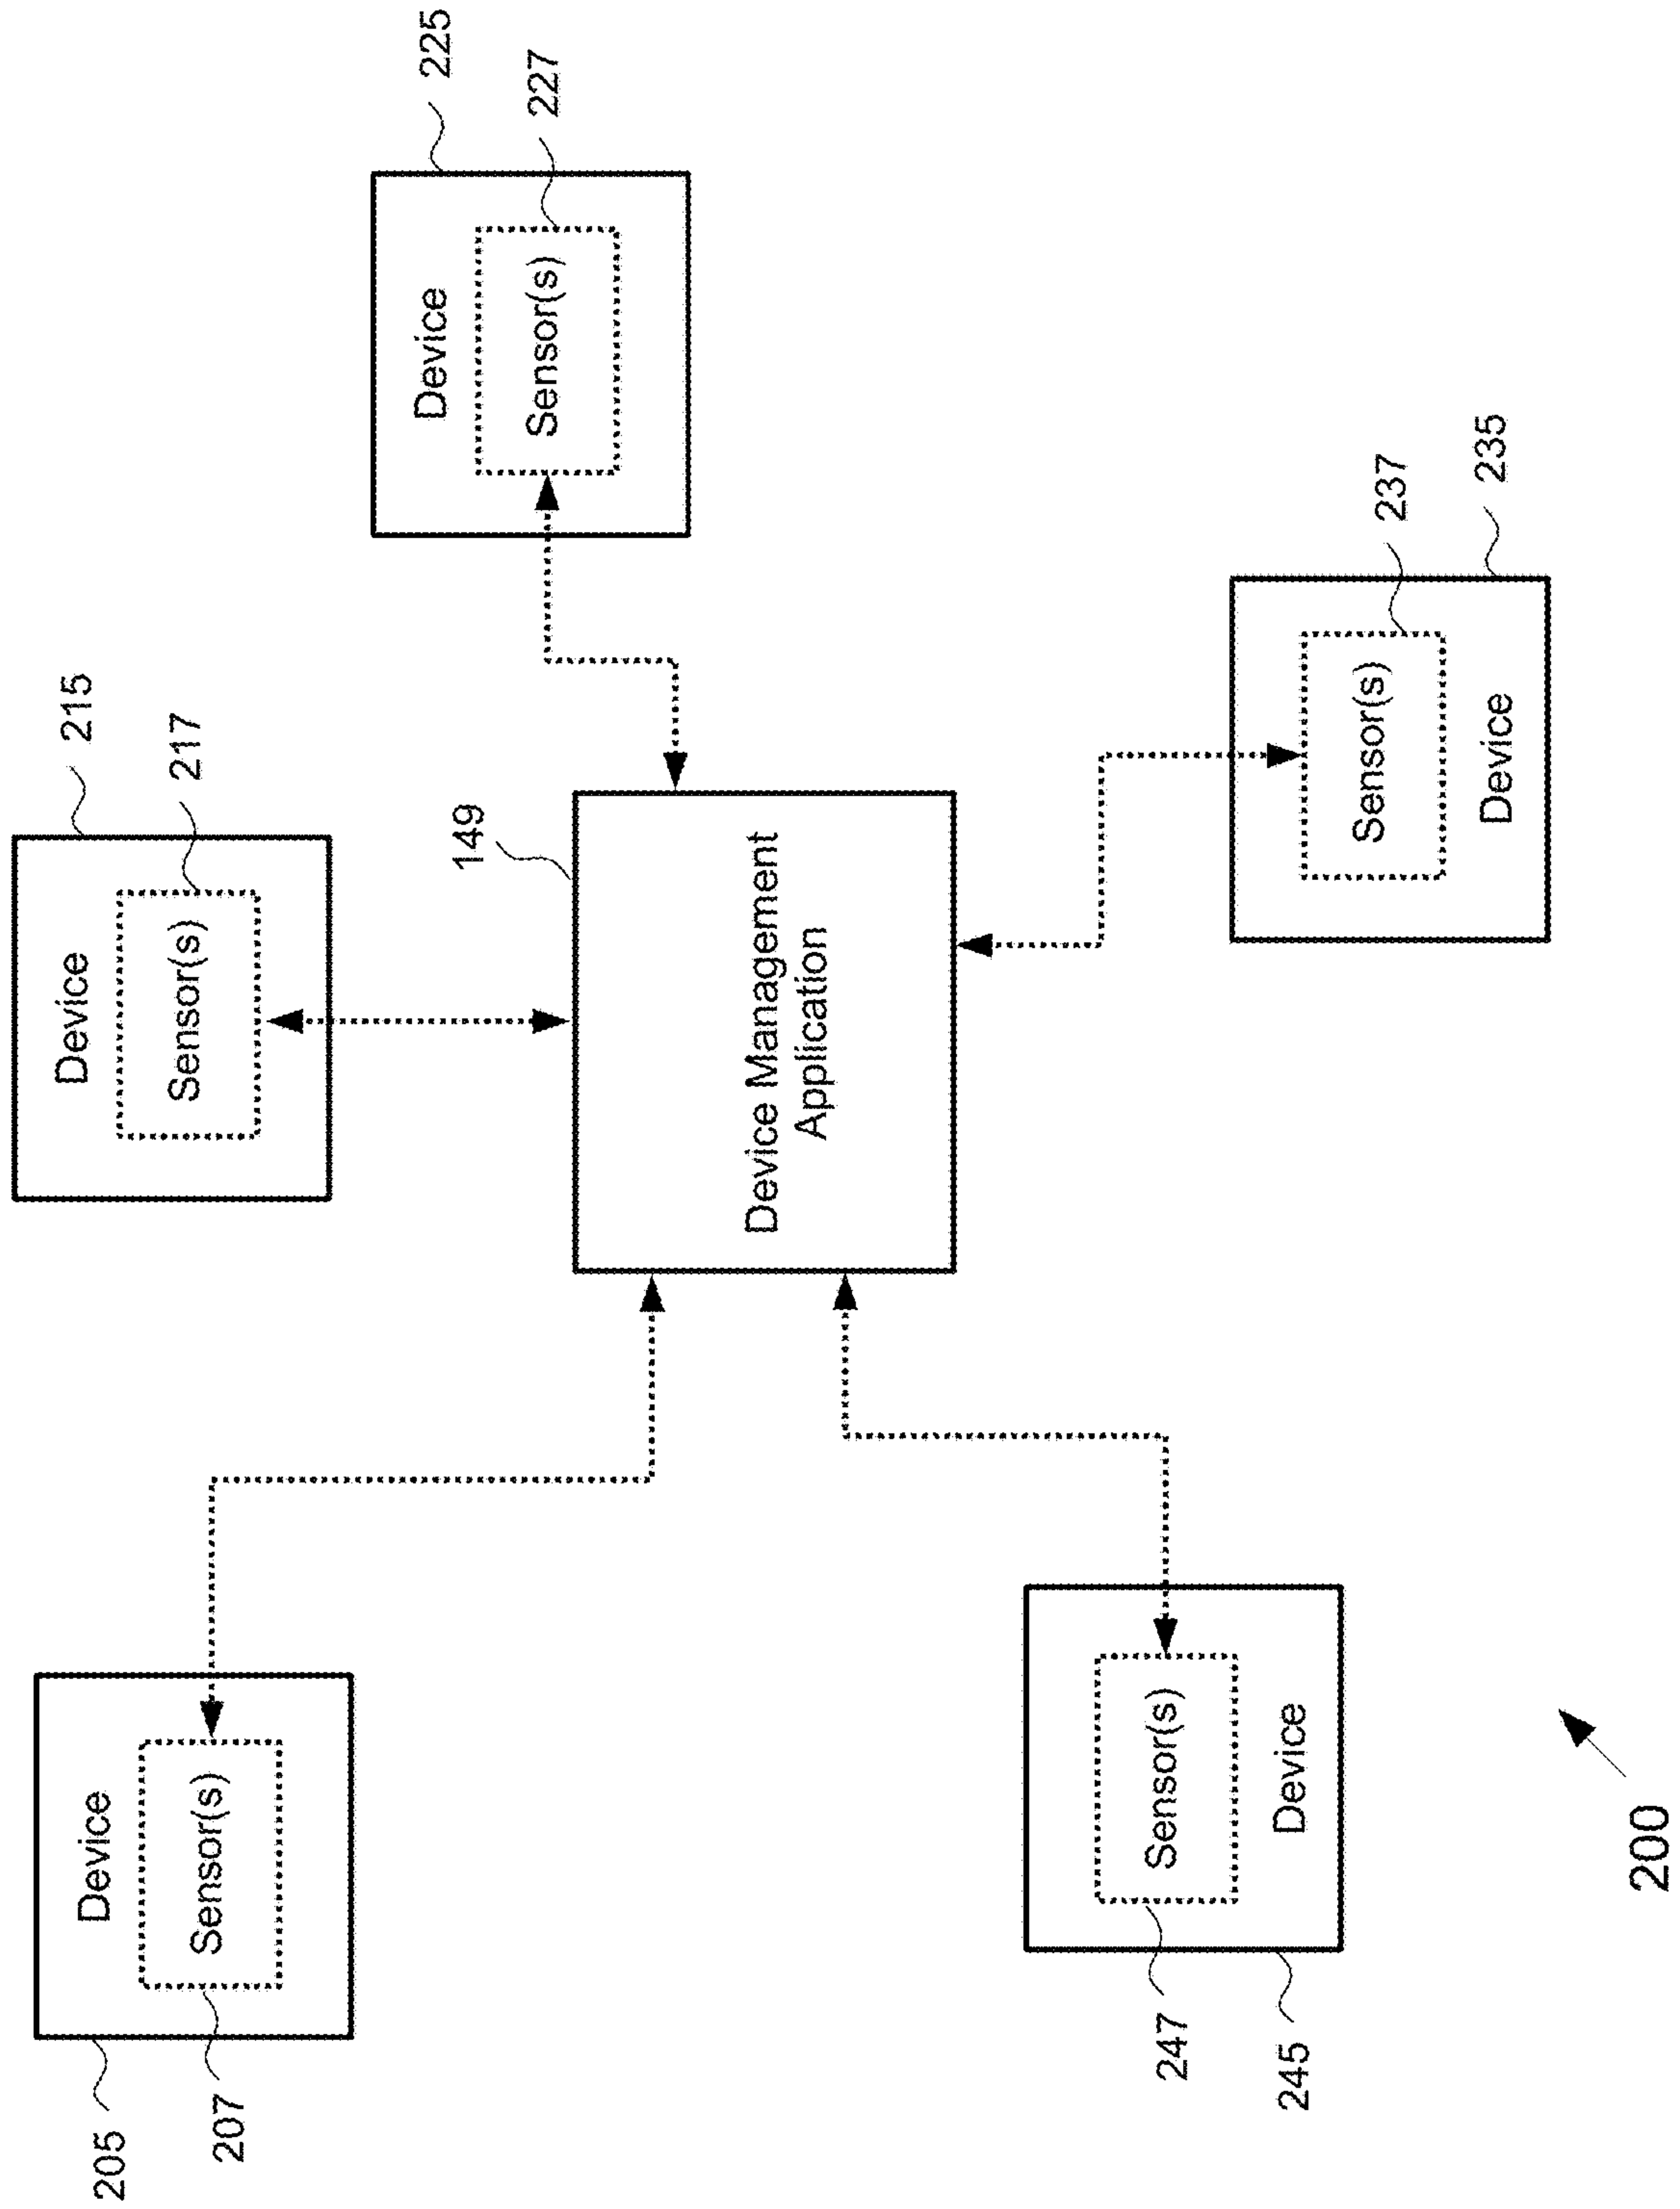 215
217
Device
Sensor(s)
205
207
Device
Sensor(s)
225
227
Device
Sensor(s)
149
Device Management
Application
247
245
Sensor(s)
Device
237
235
Sensor(s)
Device
200